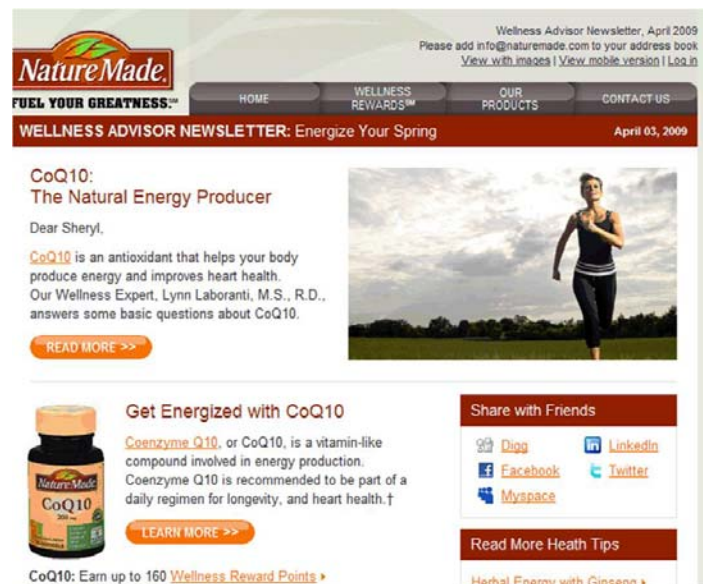 Wellness Advisor Newsletter, April 2009
Please add info@naturemade.com to your address book
View with images | View mobile version | Log in
NatureMade®
FUEL YOUR GREATNESS.℠
HOME
WELLNESS
REWARDS℠
OUR
PRODUCTS
CONTACT US
WELLNESS ADVISOR NEWSLETTER: Energize Your Spring
April 03, 2009
CoQ10:
The Natural Energy Producer
Dear Sheryl,
CoQ10 is an antioxidant that helps your body
produce energy and improves heart health.
Our Wellness Expert, Lynn Laboranti, M.S., R.D.,
answers some basic questions about CoQ10.
READ MORE >>
Get Energized with CoQ10
Coenzyme Q10, or CoQ10, is a vitamin-like
compound involved in energy production.
Coenzyme Q10 is recommended to be part of a
daily regimen for longevity, and heart health.†
LEARN MORE >>
NatureMade
CoQ10
CoQ10: Earn up to 160 Wellness Reward Points
Share with Friends
Digg
LinkedIn
Facebook
Twitter
Myspace
Read More Heath Tips
Herbal Energy with Ginseng